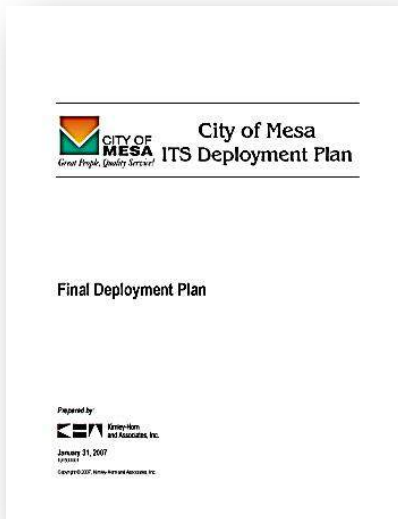 CITY OF
MESA
Great People, Quality Service!
City of Mesa
ITS Deployment Plan
Final Deployment Plan
Prepared by:
Kimley-Horn
and Associates, Inc.
January 31, 2007
Copyright © 2007, Kimley-Horn and Associates, Inc.